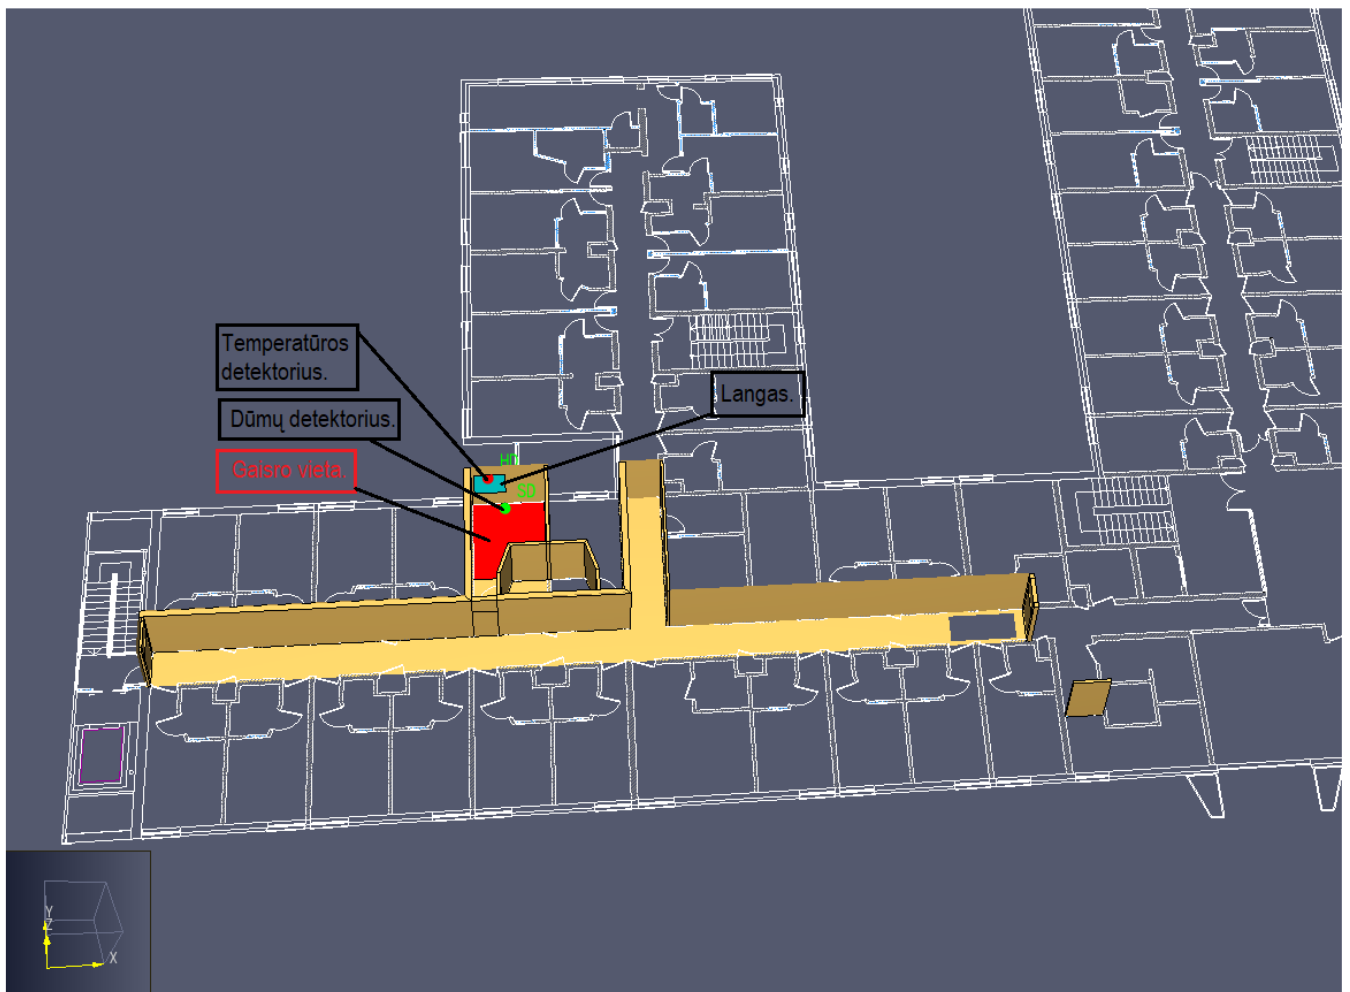 Temperatūros
detektorius.
Langas.
Dūmų detektorius.
Gaisro vieta.
HD
SD
Y
Z
X